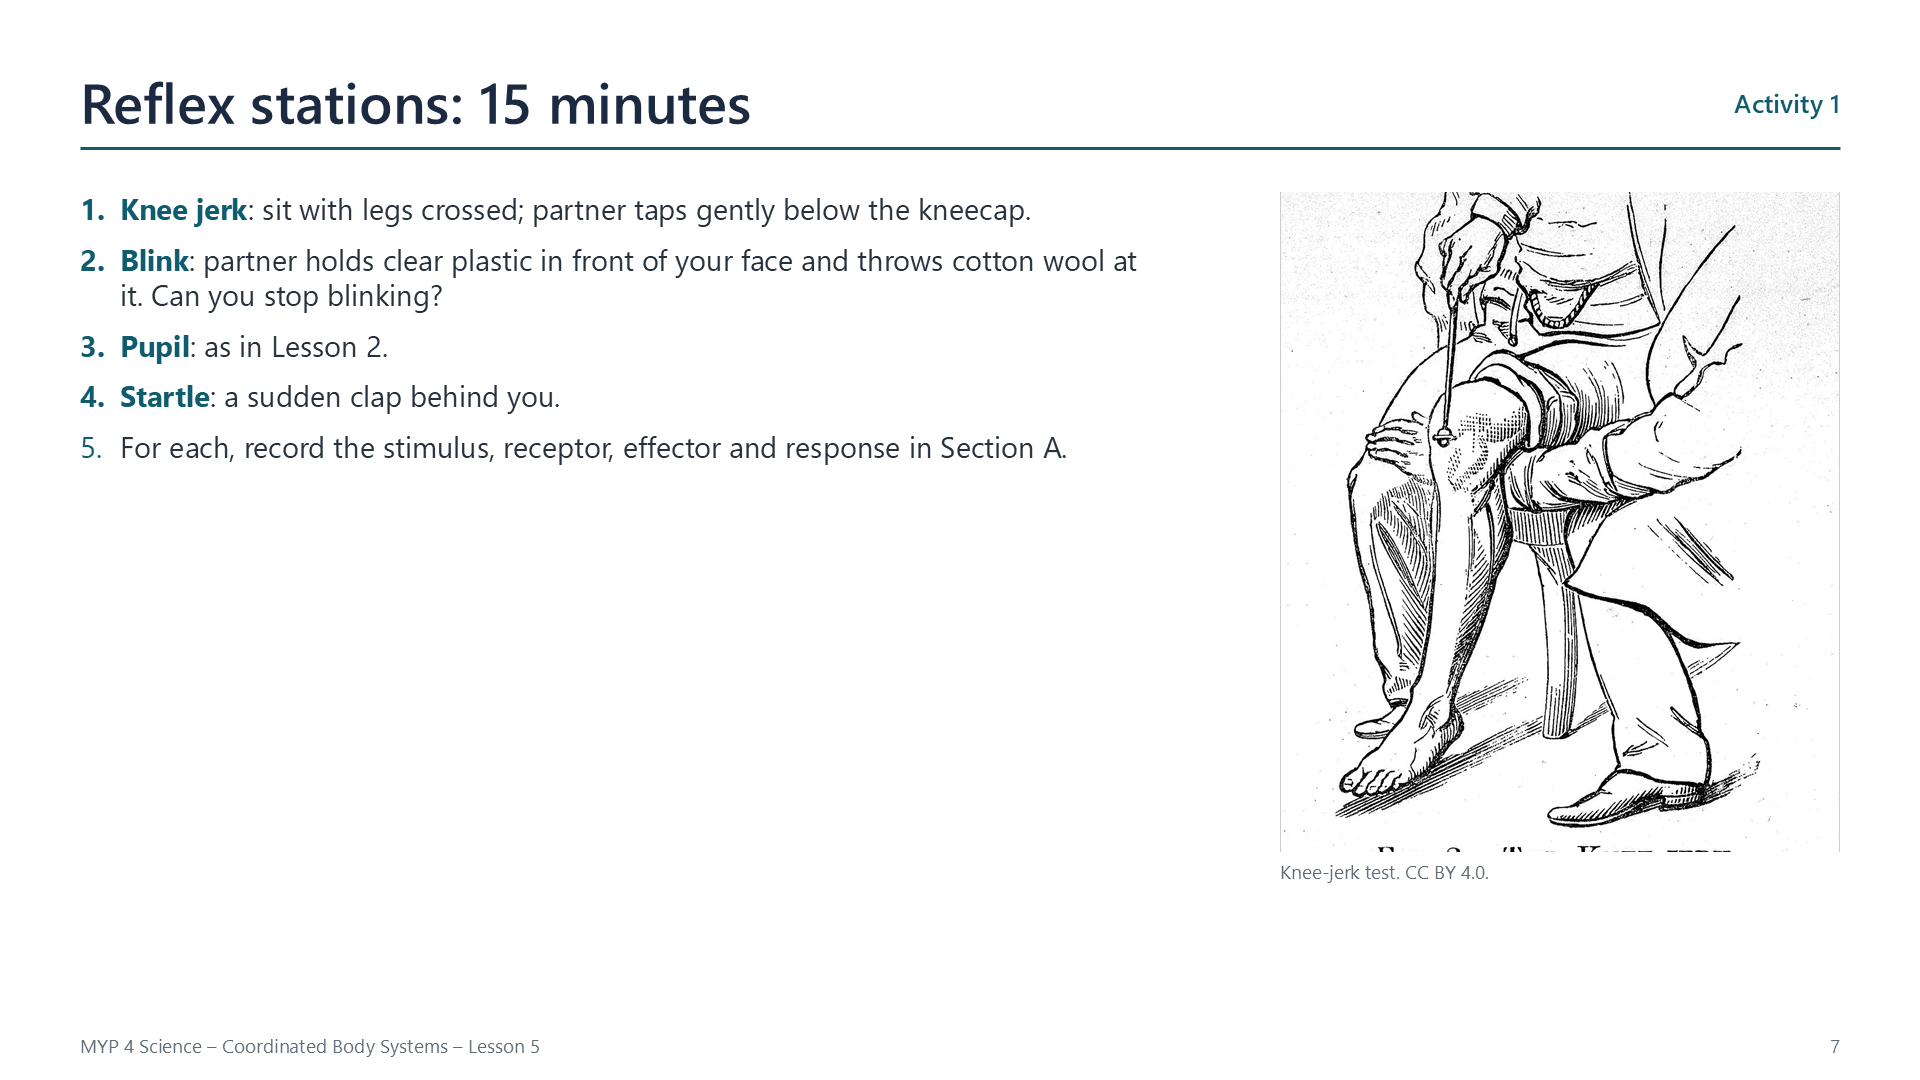 Reflex stations: 15 minutes
Activity 1
1. Knee jerk: sit with legs crossed; partner taps gently below the kneecap.
2. Blink: partner holds clear plastic in front of your face and throws cotton wool at
it. Can you stop blinking?
3. Pupil: as in Lesson 2.
4. Startle: a sudden clap behind you.
5. For each, record the stimulus, receptor, effector and response in Section A.
Knee-jerk test. CC BY 4.0.
MYP 4 Science – Coordinated Body Systems – Lesson 5
7